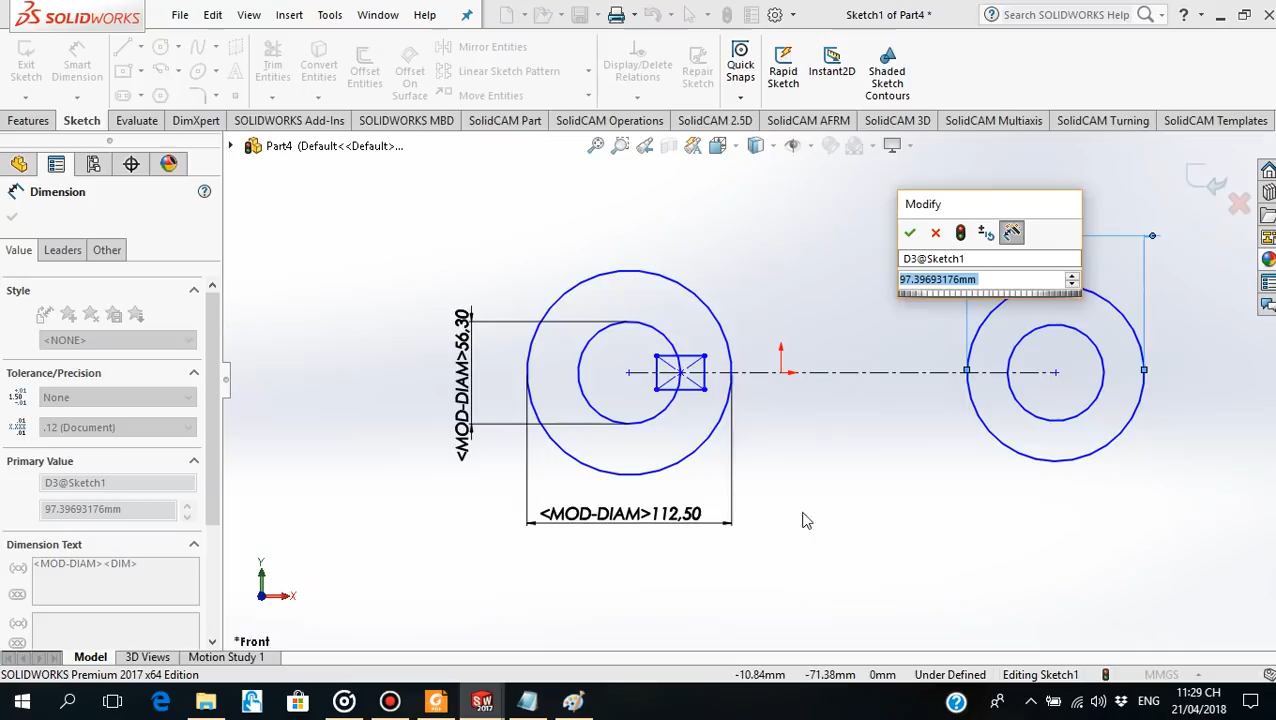 SOLIDWORKS
File Edit View Insert Tools Window Help
Sketch1 of Part4 *
Search SOLIDWORKS Help
Exit Sketch
Smart Dimension
Trim Entities
Convert Entities
Offset Entities
Offset On Surface
Mirror Entities
Linear Sketch Pattern
Move Entities
Display/Delete Relations
Repair Sketch
Quick Snaps
Rapid Sketch
Instant2D
Shaded Sketch Contours
Features Sketch Evaluate DimXpert SOLIDWORKS Add-Ins SOLIDWORKS MBD SolidCAM Part SolidCAM Operations SolidCAM 2.5D SolidCAM AFRM SolidCAM 3D SolidCAM Multiaxis SolidCAM Turning SolidCAM Templates
Part4 (Default<<Default>...
Dimension
Value Leaders Other
Style
<NONE>
Tolerance/Precision
None
.12 (Document)
Primary Value
D3@Sketch1
97.39693176mm
Dimension Text
<MOD-DIAM><DIM>
Modify
D3@Sketch1
97.39693176mm
<MOD-DIAM>56,30
<MOD-DIAM>112,50
Y
X
*Front
Model 3D Views Motion Study 1
SOLIDWORKS Premium 2017 x64 Edition
-10.84mm -71.38mm 0mm Under Defined Editing Sketch1 MMGS
ENG
11:29 CH
21/04/2018